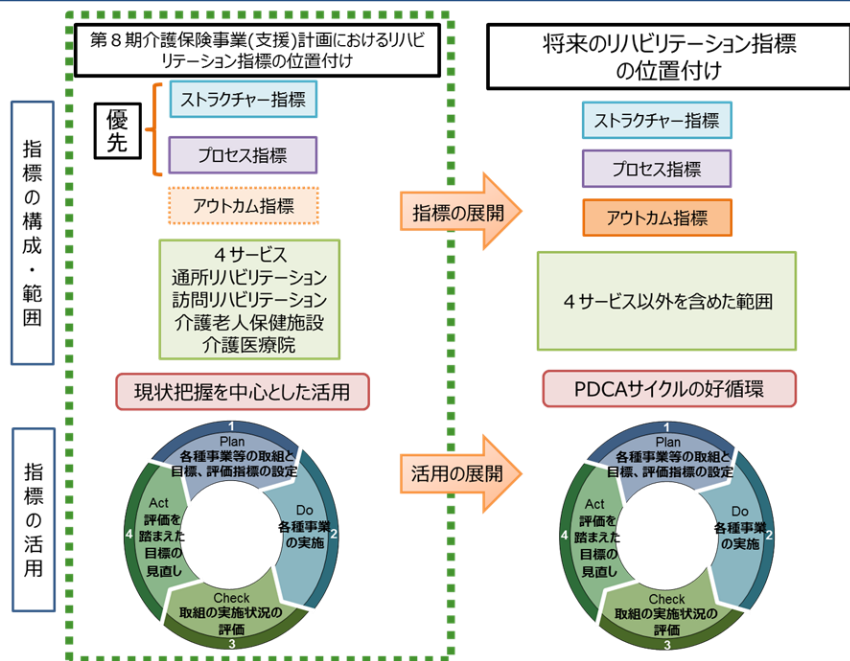 第８期介護保険事業(支援)計画におけるリハビ
リテーション指標の位置付け
将来のリハビリテーション指標
の位置付け
指標の構成・範囲
優先
ストラクチャー指標
プロセス指標
アウトカム指標
４サービス
通所リハビリテーション
訪問リハビリテーション
介護老人保健施設
介護医療院
指標の展開
ストラクチャー指標
プロセス指標
アウトカム指標
４サービス以外を含めた範囲
指標の活用
現状把握を中心とした活用
1
Plan
各種事業等の取組と
目標、評価指標の設定
2
Do
各種事業
の実施
Check
取組の実施状況の
評価
3
4
Act
評価を
踏まえた
目標の
見直し
活用の展開
PDCAサイクルの好循環
1
Plan
各種事業等の取組と
目標、評価指標の設定
2
Do
各種事業
の実施
Check
取組の実施状況の
評価
3
4
Act
評価を
踏まえた
目標の
見直し